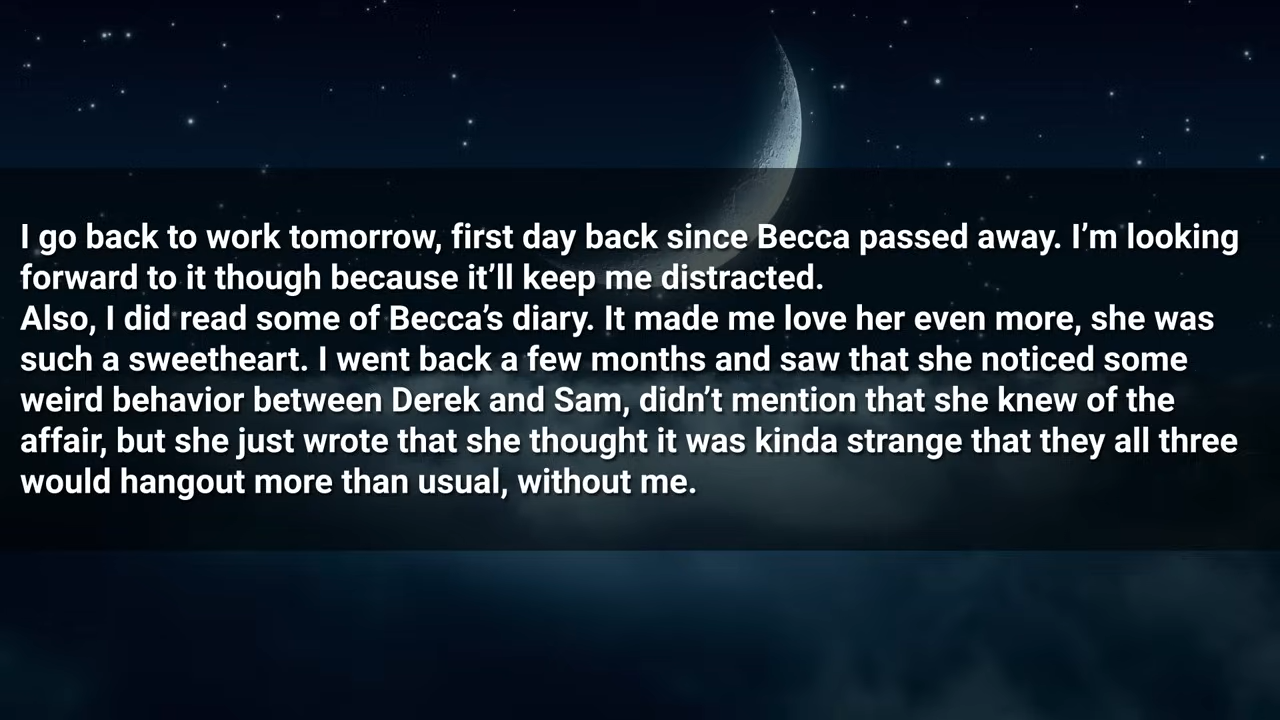 I go back to work tomorrow, first day back since Becca passed away. I’m looking
forward to it though because it’ll keep me distracted.
Also, I did read some of Becca’s diary. It made me love her even more, she was
such a sweetheart. I went back a few months and saw that she noticed some
weird behavior between Derek and Sam, didn’t mention that she knew of the
affair, but she just wrote that she thought it was kinda strange that they all three
would hangout more than usual, without me.